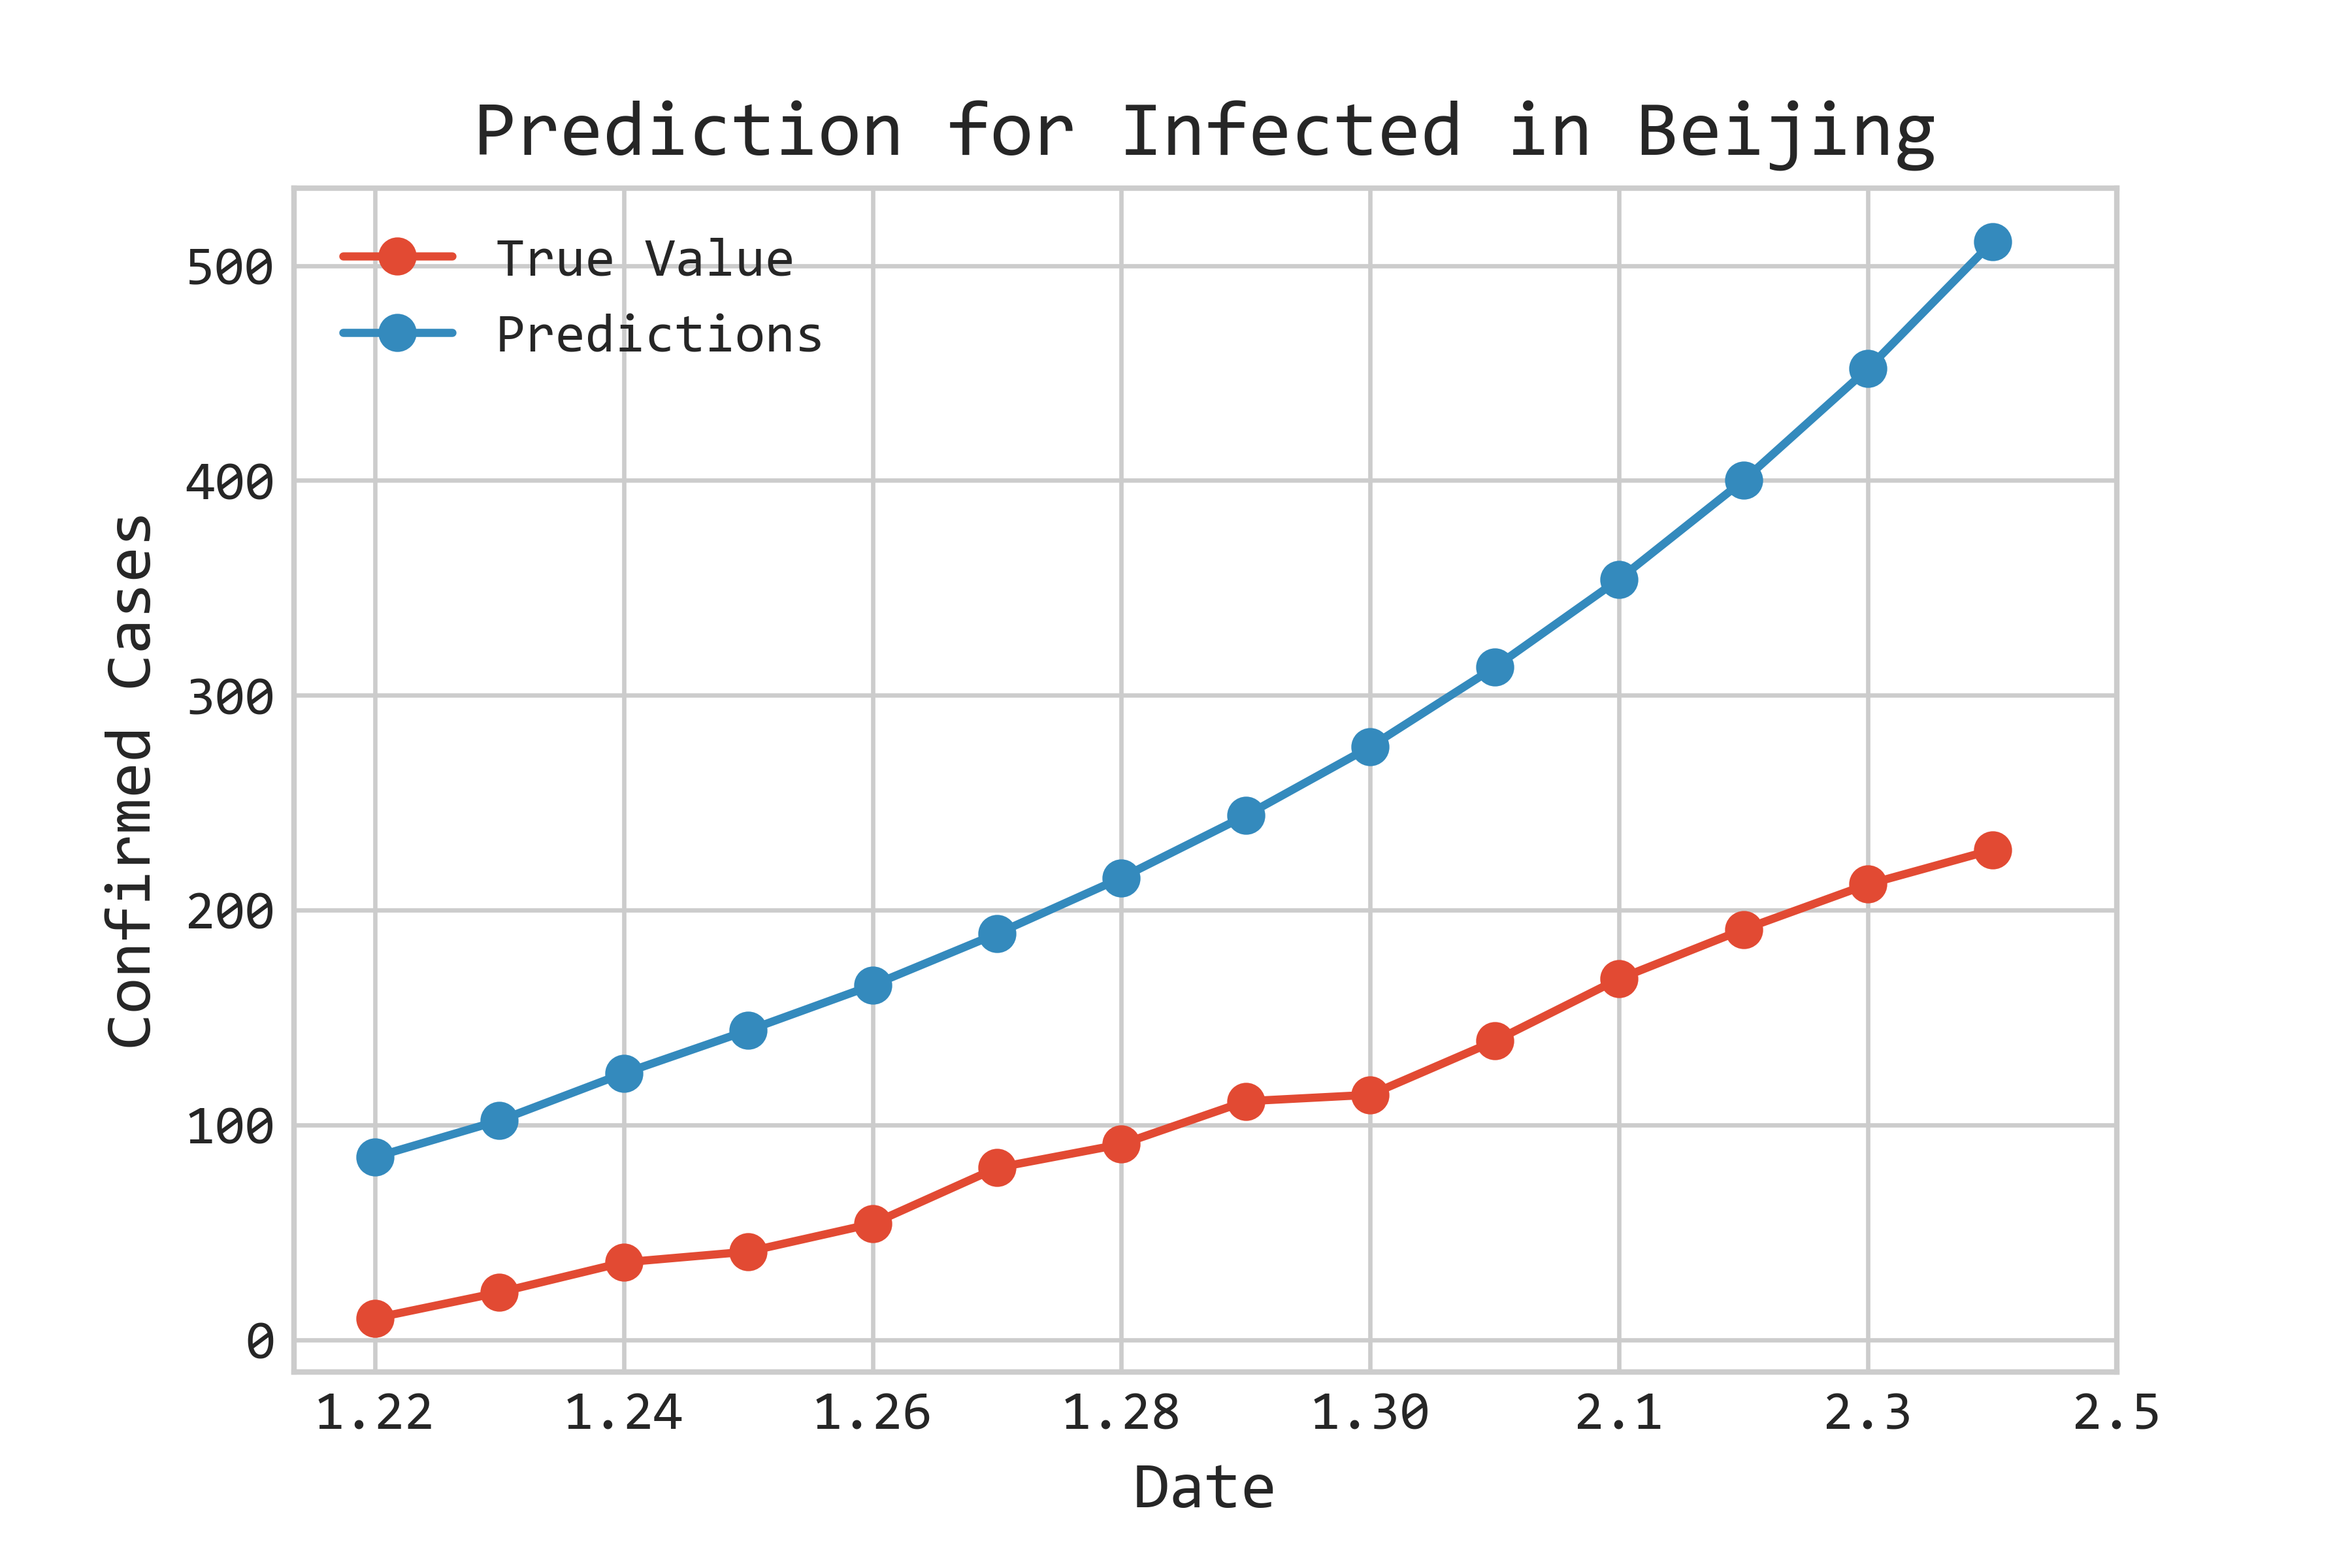 Prediction for Infected in Beijing
True Value
Predictions
500
400
300
200
100
0
Confirmed Cases
1.22 1.24 1.26 1.28 1.30 2.1 2.3 2.5
Date